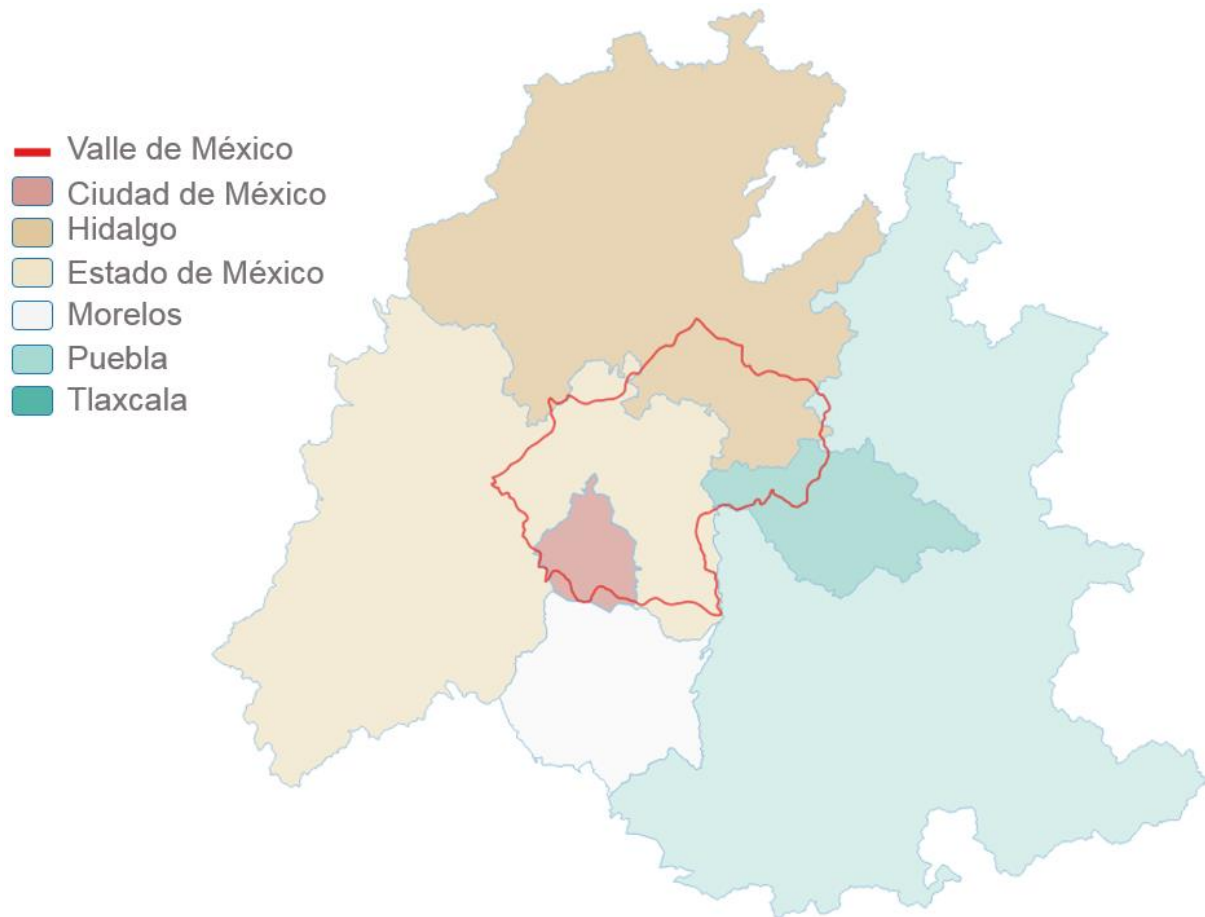 Valle de México
Ciudad de México
Hidalgo
Estado de México
Morelos
Puebla
Tlaxcala